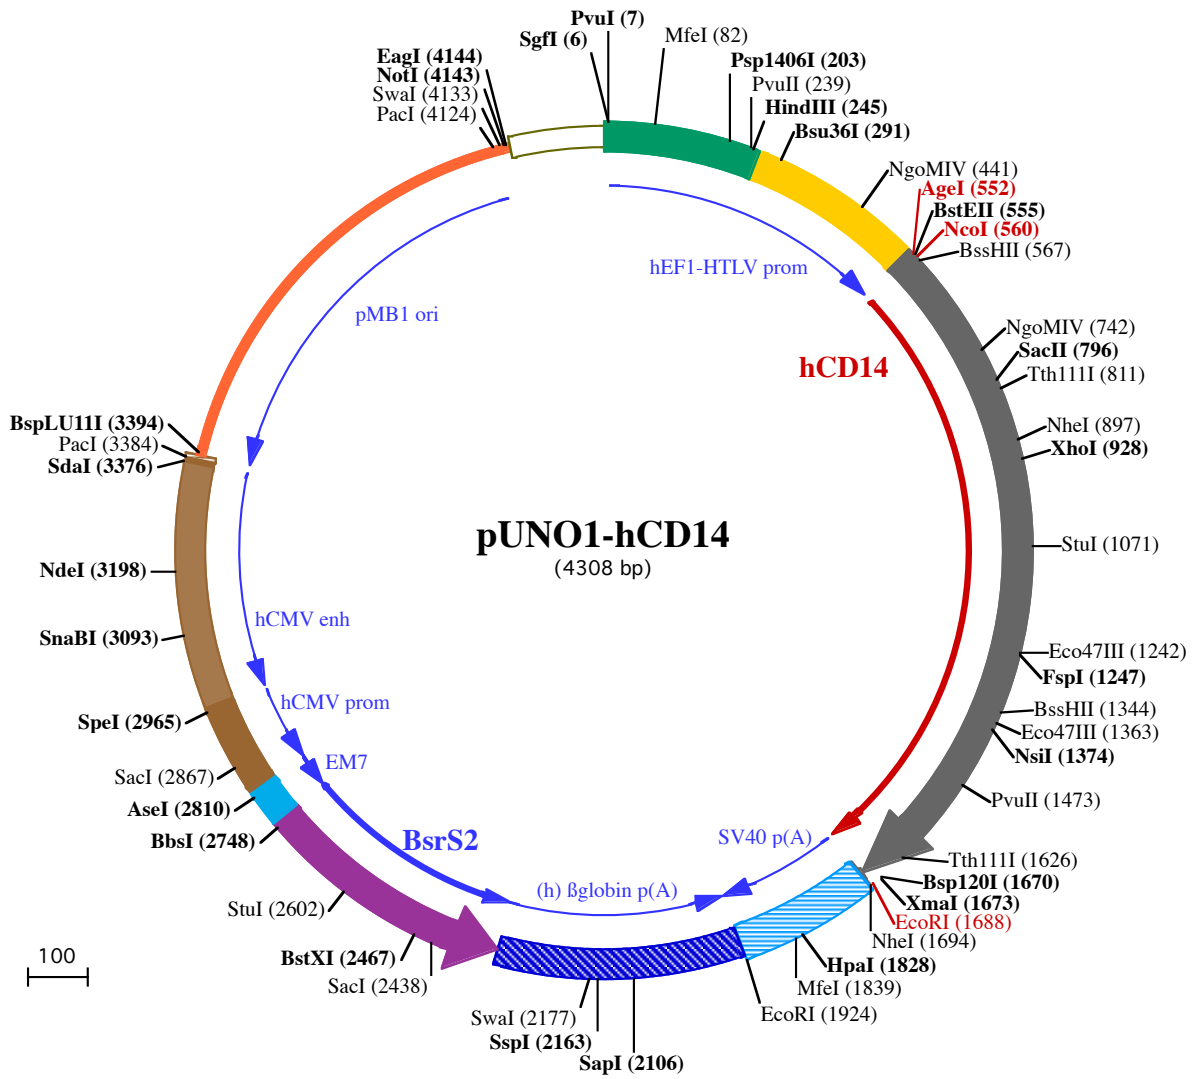 PvuI (7)
SgfI (6)
MfeI (82)
Psp1406I (203)
PvuII (239)
HindIII (245)
Bsu36I (291)
NgoMIV (441)
AgeI (552)
BstEII (555)
NcoI (560)
BssHII (567)
NgoMIV (742)
SacII (796)
Tth111I (811)
NheI (897)
XhoI (928)
StuI (1071)
Eco47III (1242)
FspI (1247)
BssHII (1344)
Eco47III (1363)
NsiI (1374)
PvuII (1473)
Tth111I (1626)
Bsp120I (1670)
XmaI (1673)
EcoRI (1688)
NheI (1694)
HpaI (1828)
MfeI (1839)
EcoRI (1924)
SapI (2106)
SspI (2163)
SwaI (2177)
SacI (2438)
BstXI (2467)
StuI (2602)
BbsI (2748)
AseI (2810)
SacI (2867)
SpeI (2965)
SnaBI (3093)
NdeI (3198)
SdaI (3376)
PacI (3384)
BspLU11I (3394)
PacI (4124)
SwaI (4133)
NotI (4143)
EagI (4144)
hEF1-HTLV prom
hCD14
SV40 p(A)
(h) ßglobin p(A)
BsrS2
EM7
hCMV prom
hCMV enh
pMB1 ori
pUNO1-hCD14
(4308 bp)
100